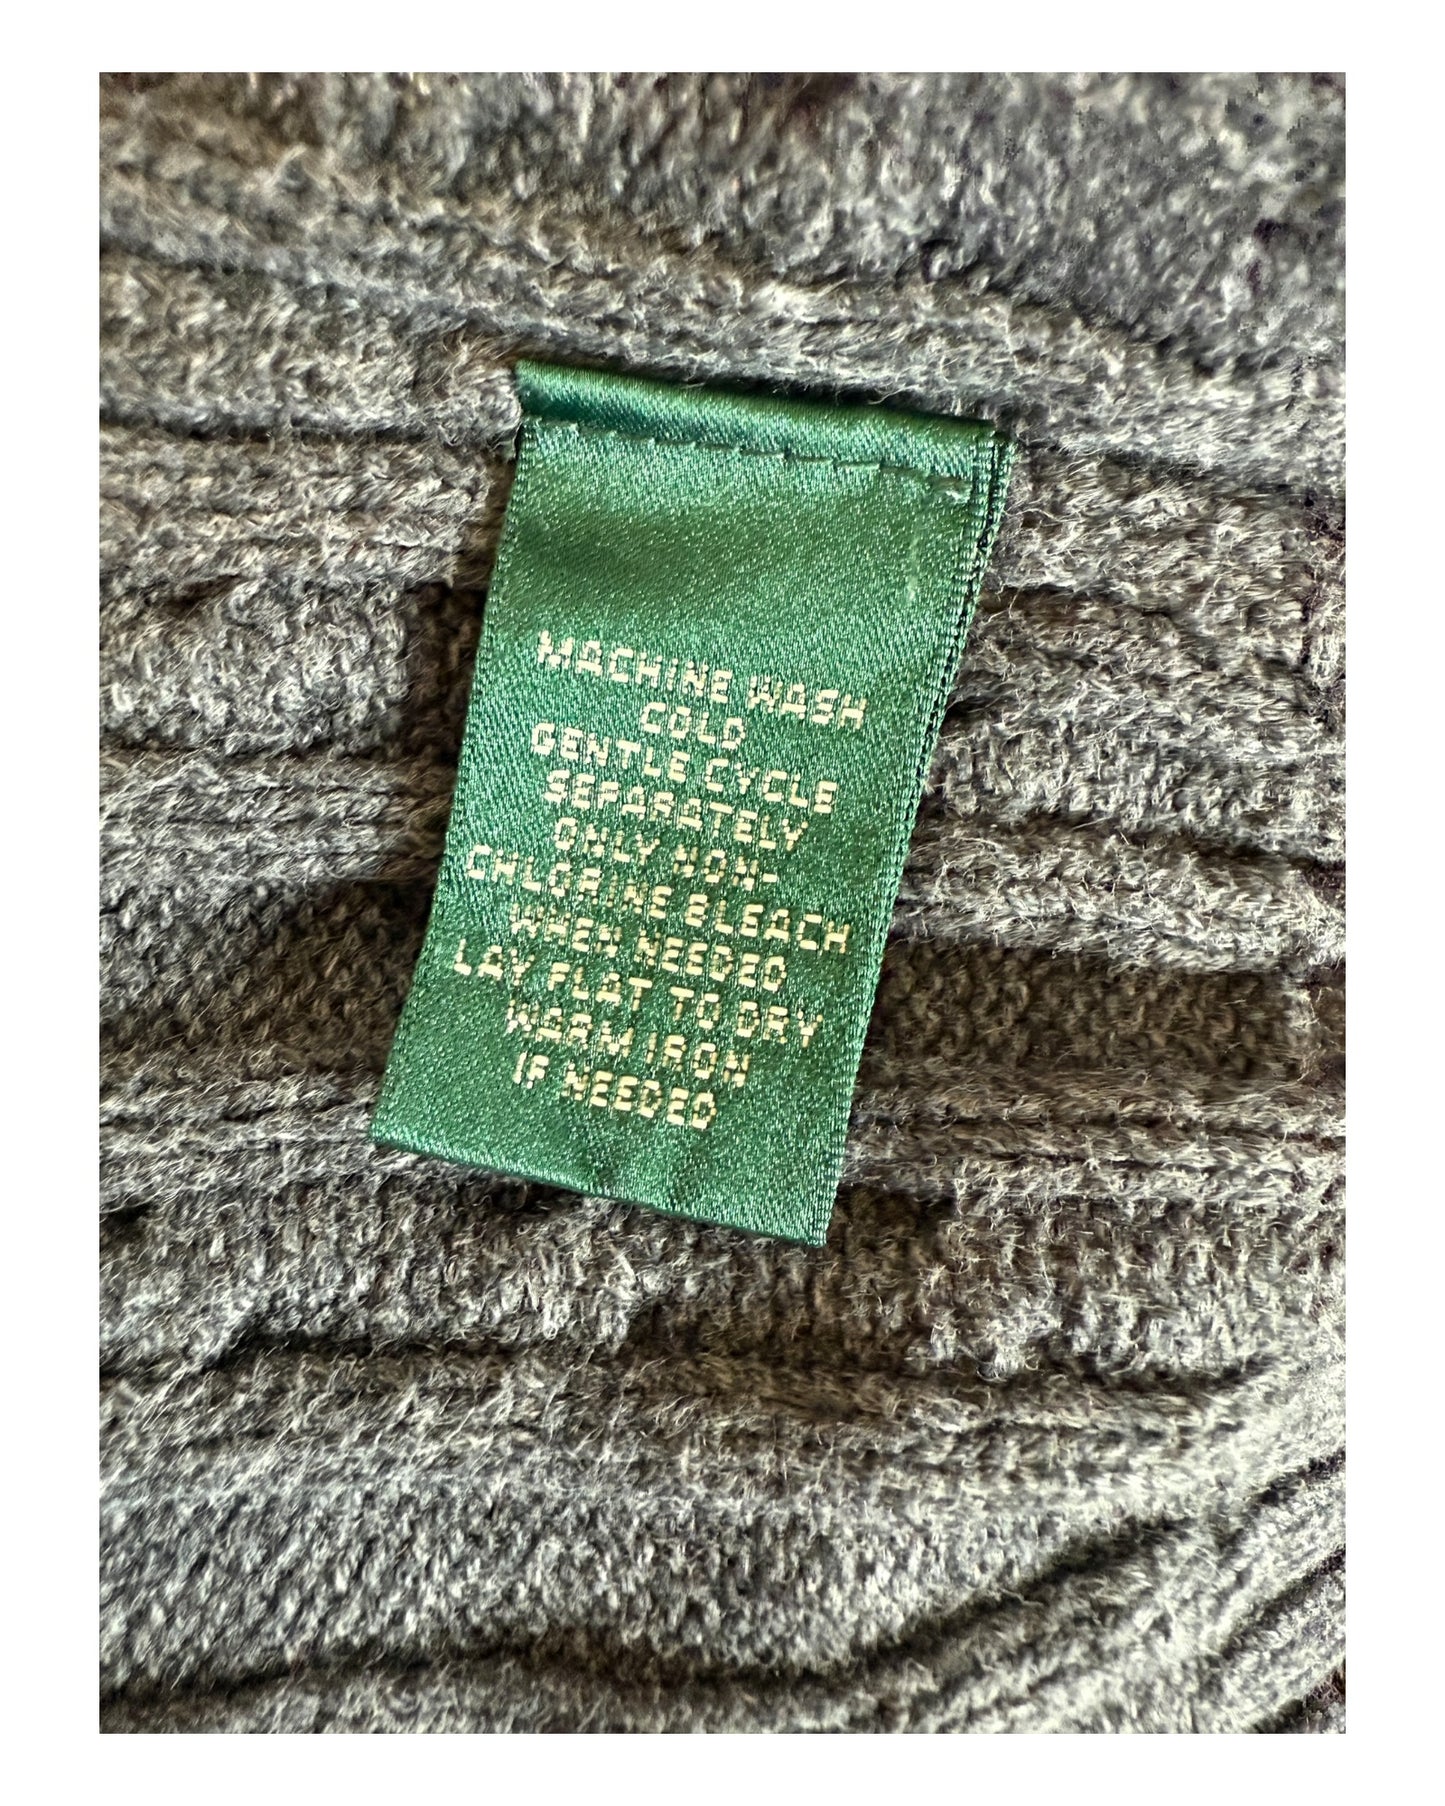 MACHINE WASH
COLD
GENTLE CYCLE
SEPARATELY
ONLY NON-
CHLORINE BLEACH
WHEN NEEDED
LAY FLAT TO DRY
WARM IRON
IF NEEDED